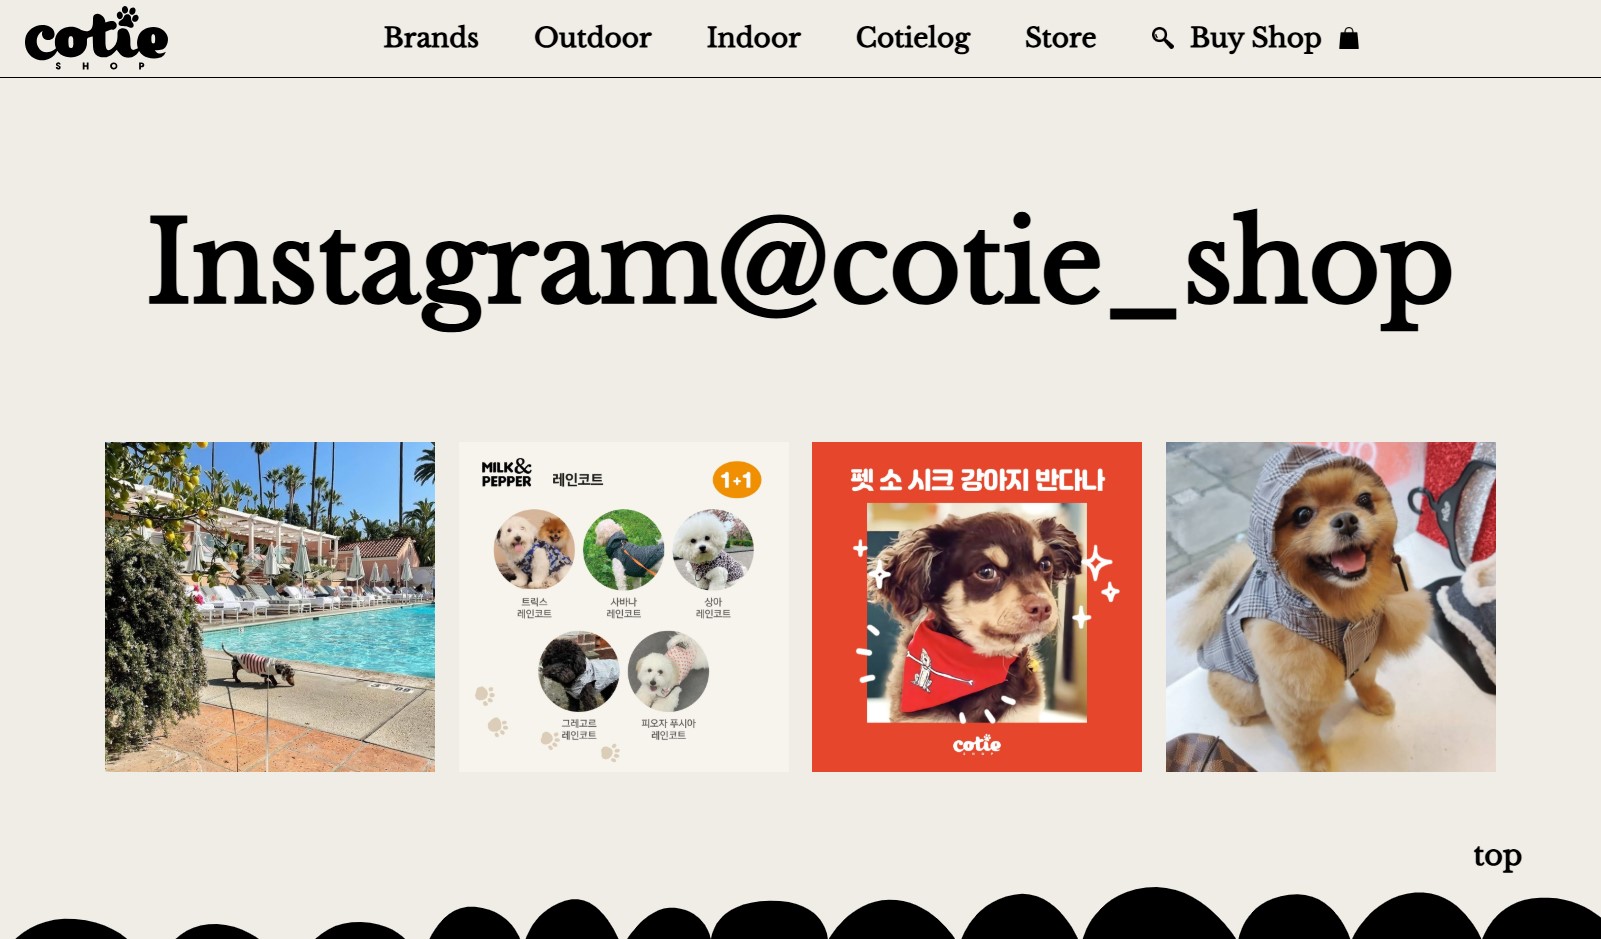 cotie
SHOP
Brands
Outdoor
Indoor
Cotielog
Store
Buy Shop
Instagram@cotie_shop
MILK&
PEPPER
레인코트
1+1
트릭스
레인코트
사바나
레인코트
상아
레인코트
그레고르
레인코트
피오자 푸시아
레인코트
펫 소 시크 강아지 반다나
cotie
SHOP
top